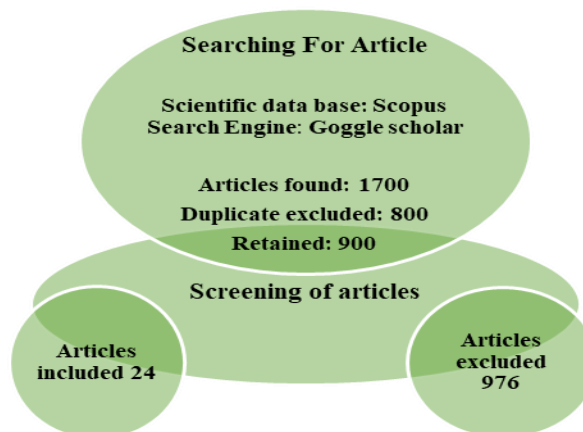 Searching For Article
Scientific data base: Scopus
Search Engine: Goggle scholar
Articles found: 1700
Duplicate excluded: 800
Retained: 900
Screening of articles
Articles
included 24
Articles
excluded
976